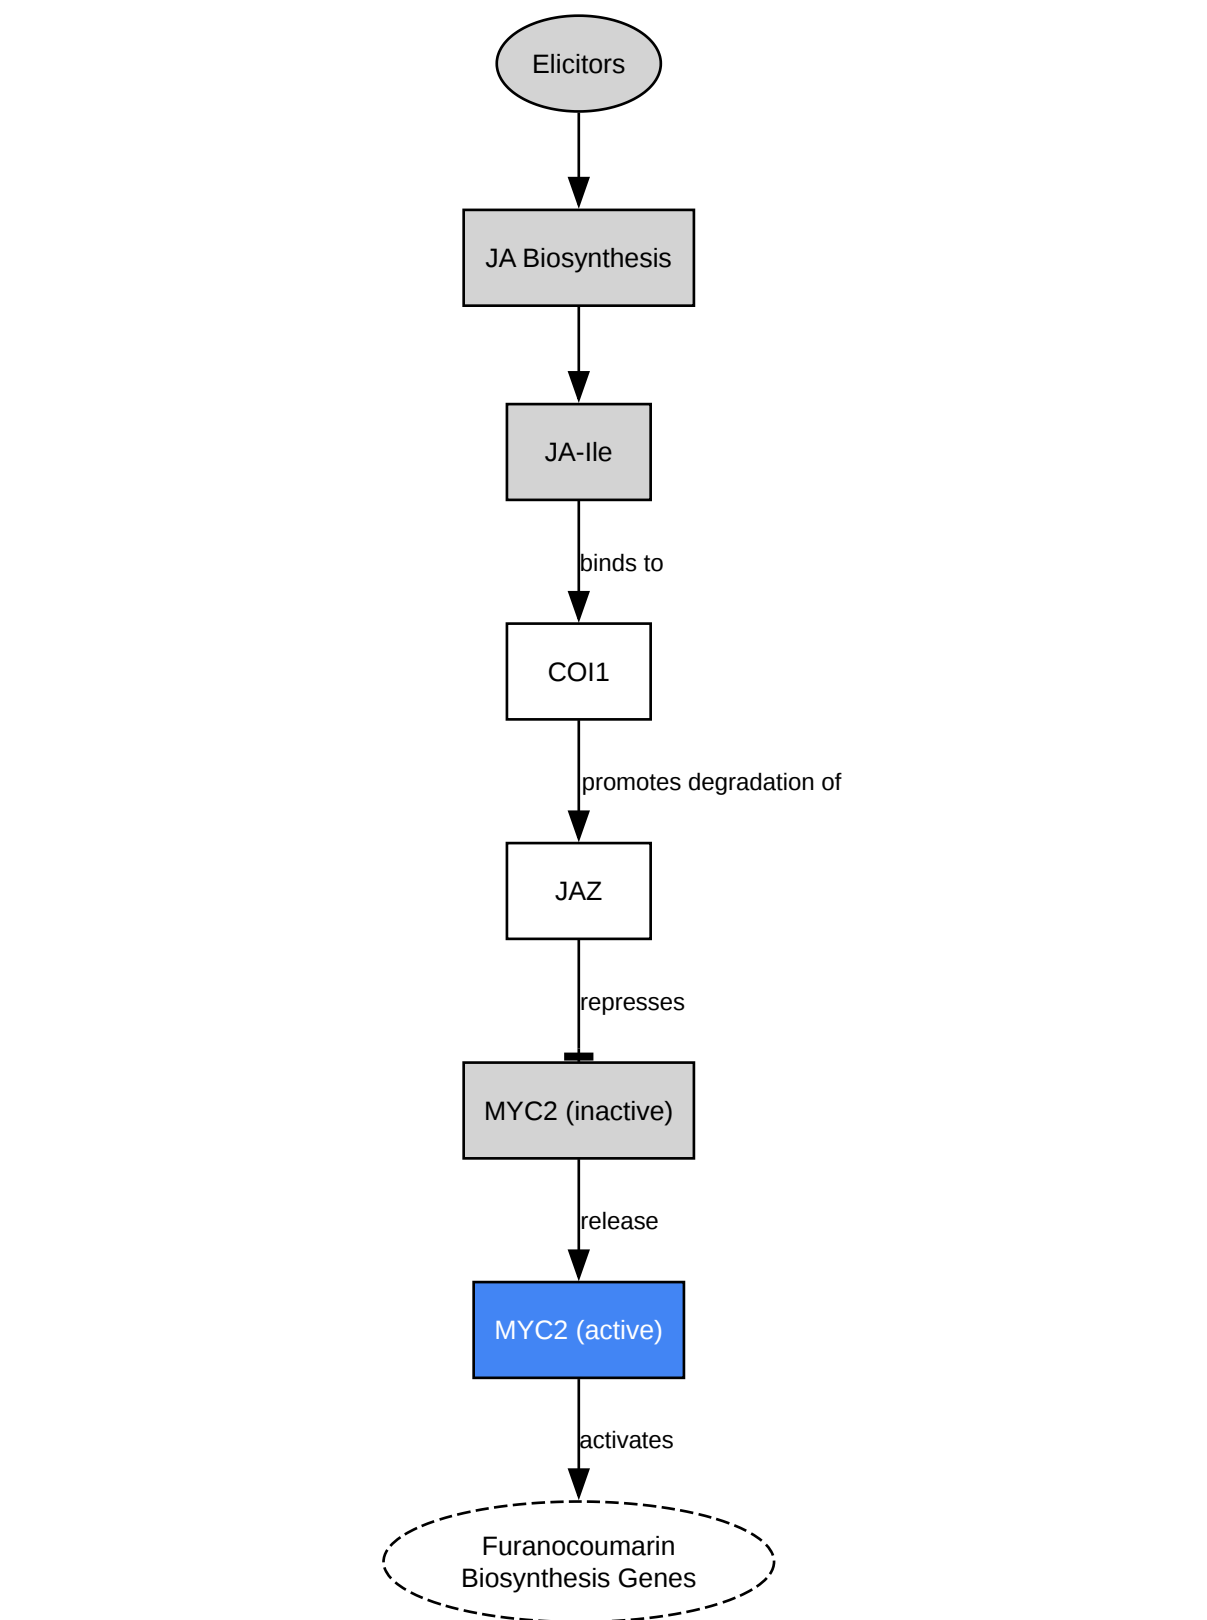 Elicitors
JA Biosynthesis
JA-Ile
binds to
COI1
promotes degradation of
JAZ
represses
MYC2 (inactive)
release
MYC2 (active)
activates
Furanocoumarin
Biosynthesis Genes